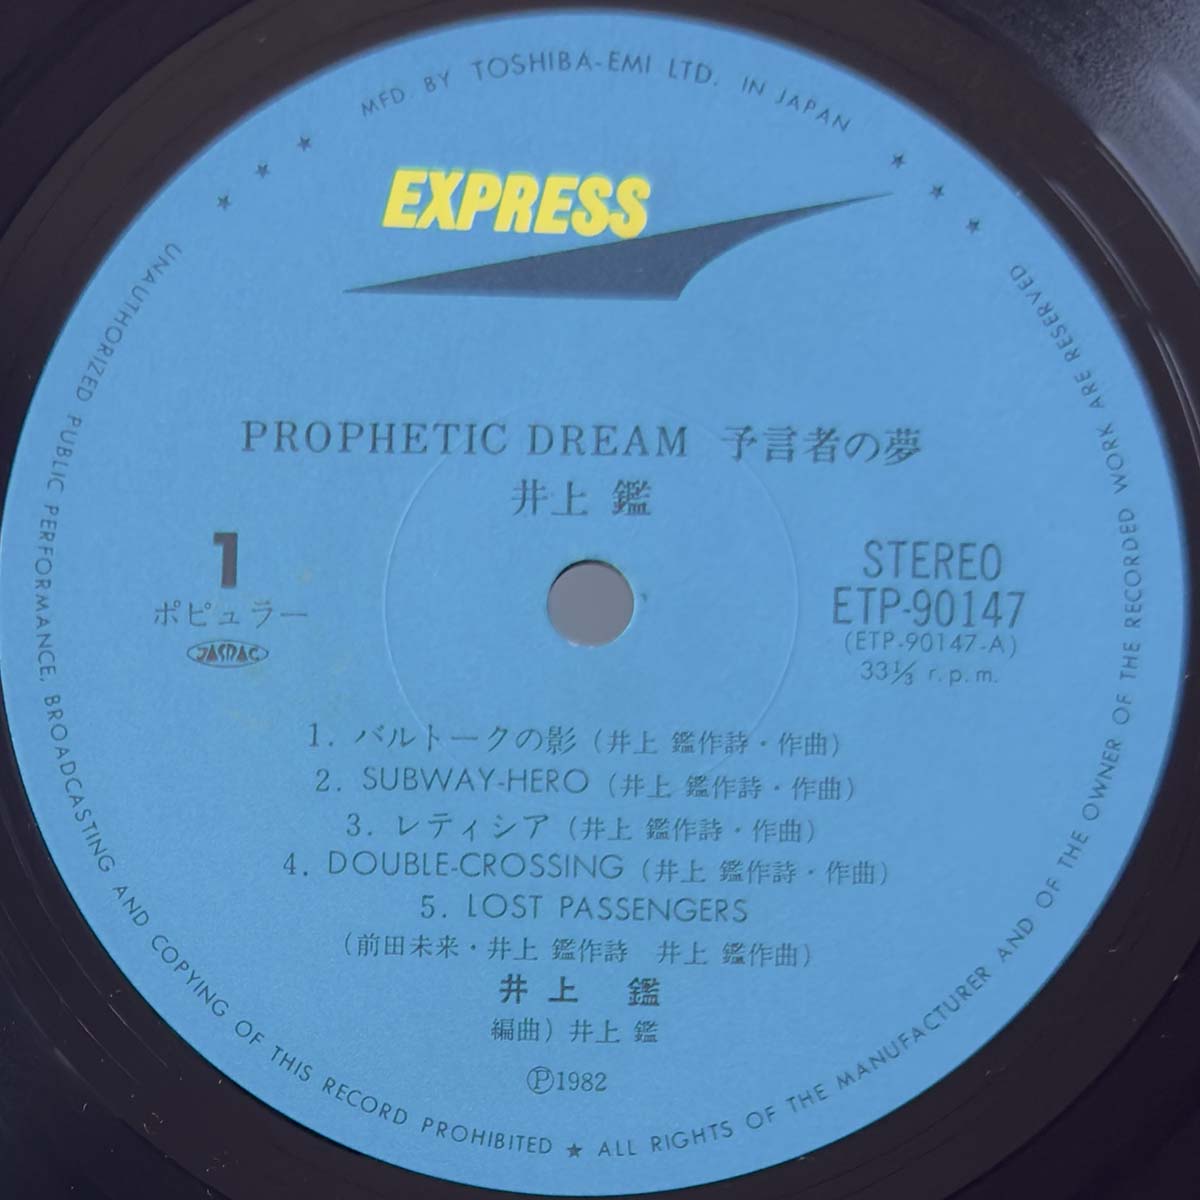 MFD. BY TOSHIBA-EMI LTD. IN JAPAN
EXPRESS
PROPHETIC DREAM 予言者の夢
井上 鑑
1
ポピュラー
JASRAC
STEREO
ETP-90147
(ETP-90147-A)
33⅓ r.p.m.
1. バルトークの影 (井上 鑑作詩・作曲)
2. SUBWAY-HERO (井上 鑑作詩・作曲)
3. レティシア (井上 鑑作詩・作曲)
4. DOUBLE-CROSSING (井上 鑑作詩・作曲)
5. LOST PASSENGERS
(前田未来・井上 鑑作詩 井上 鑑作曲)
井上 鑑
編曲) 井上 鑑
Ⓟ1982
UNAUTHORIZED PUBLIC PERFORMANCE, BROADCASTING AND COPYING OF THIS RECORD PROHIBITED ★ ALL RIGHTS OF THE MANUFACTURER AND OF THE OWNER OF THE RECORDED WORK ARE RESERVED